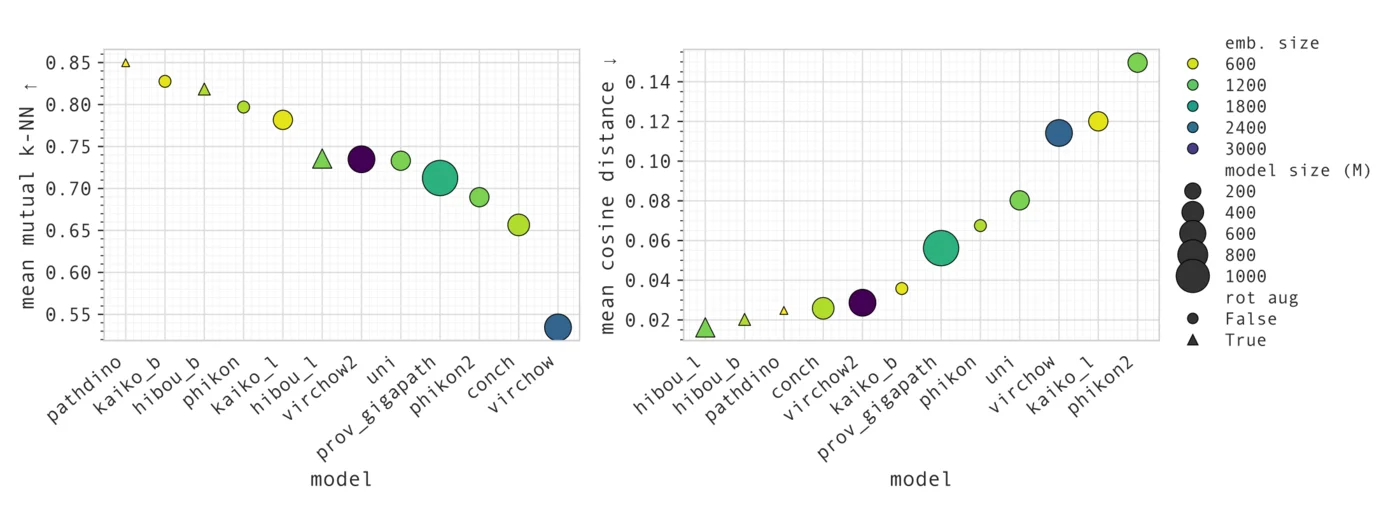 mean mutual k-NN ↑
0.85
0.80
0.75
0.70
0.65
0.60
0.55
pathdino
kaiko_b
hibou_b
phikon
kaiko_l
hibou_l
virchow2
uni
prov_gigapath
phikon2
conch
virchow
model
mean cosine distance ↓
0.14
0.12
0.10
0.08
0.06
0.04
0.02
hibou_l
hibou_b
pathdino
conch
virchow2
kaiko_b
prov_gigapath
phikon
uni
virchow
kaiko_l
phikon2
model
emb. size
600
1200
1800
2400
3000
model size (M)
200
400
600
800
1000
rot aug
False
True